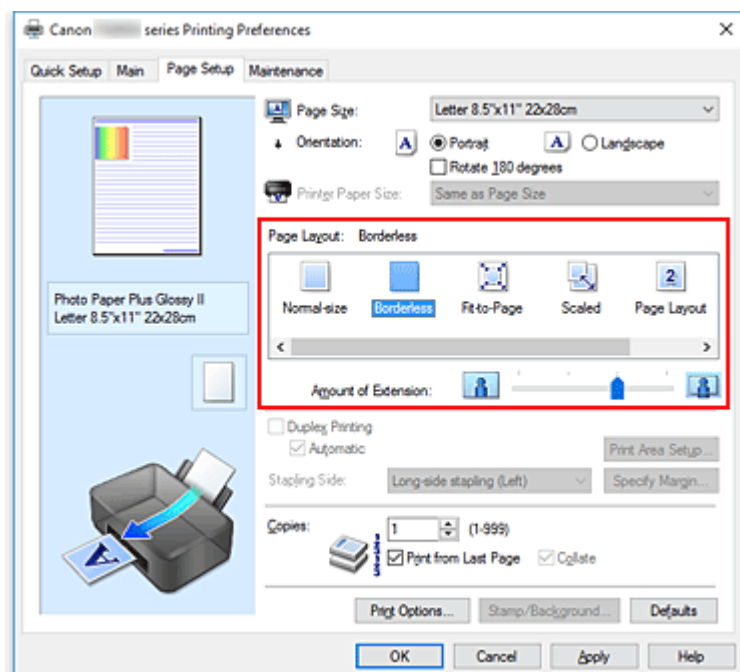 Canon series Printing Preferences
Quick Setup Main Page Setup Maintenance
Page Size: Letter 8.5"x11" 22x28cm
Orientation: A Portrait A Landscape
Rotate 180 degrees
Printer Paper Size: Same as Page Size
Page Layout: Borderless
2
Normal-size Borderless Fit-to-Page Scaled Page Layout
Photo Paper Plus Glossy II
Letter 8.5"x11" 22x28cm
Amount of Extension:
Duplex Printing
Automatic Print Area Setup...
Stapling Side: Long-side stapling (Left) Specify Margin...
Copies: 1 (1-999)
Print from Last Page Collate
A
Print Options... Stamp/Background... Defaults
OK Cancel Apply Help